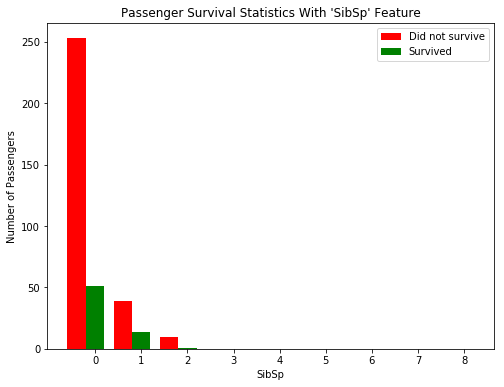 Passenger Survival Statistics With 'SibSp' Feature
Did not survive
Survived
Number of Passengers
250
200
150
100
50
0
0 1 2 3 4 5 6 7 8
SibSp